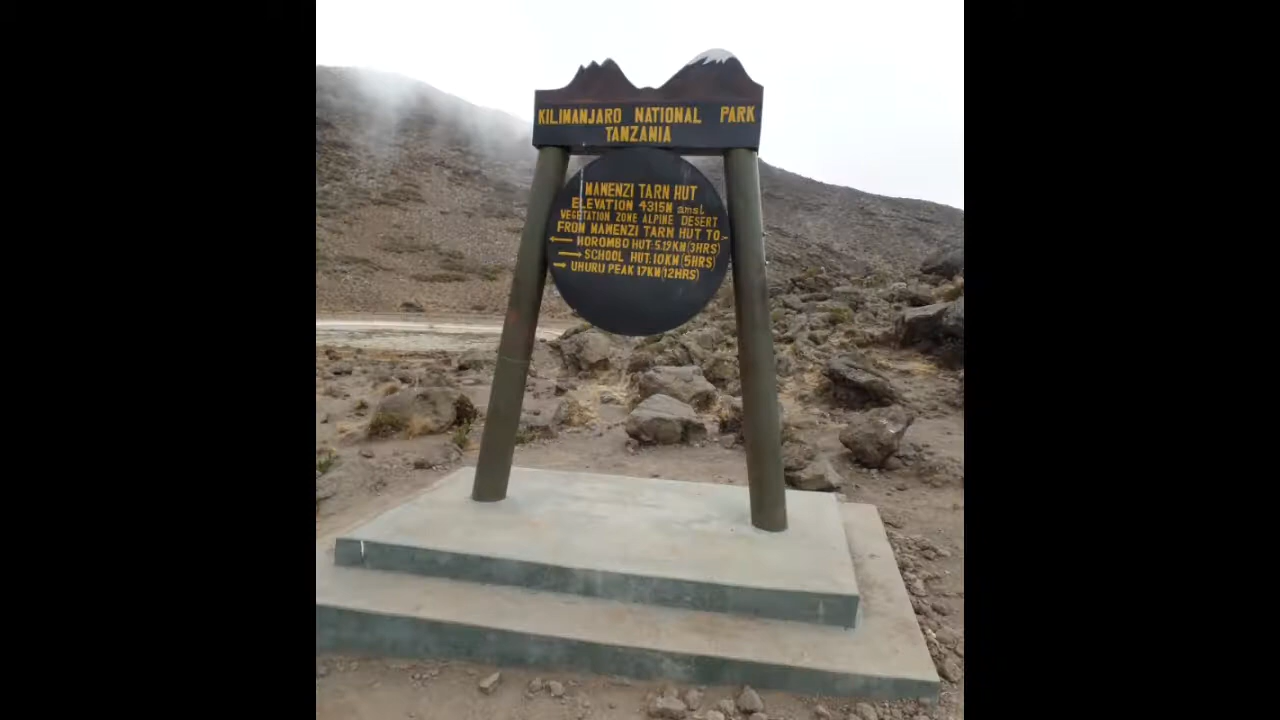 KILIMANJARO NATIONAL PARK
TANZANIA
MAWENZI TARN HUT
ELEVATION 4315M amsl
VEGETATION ZONE ALPINE DESERT
FROM MAWENZI TARN HUT TO:-
← HOROMBO HUT 5.19KM(3HRS)
→ SCHOOL HUT:10KM(5HRS)
→ UHURU PEAK 17KM(12HRS)